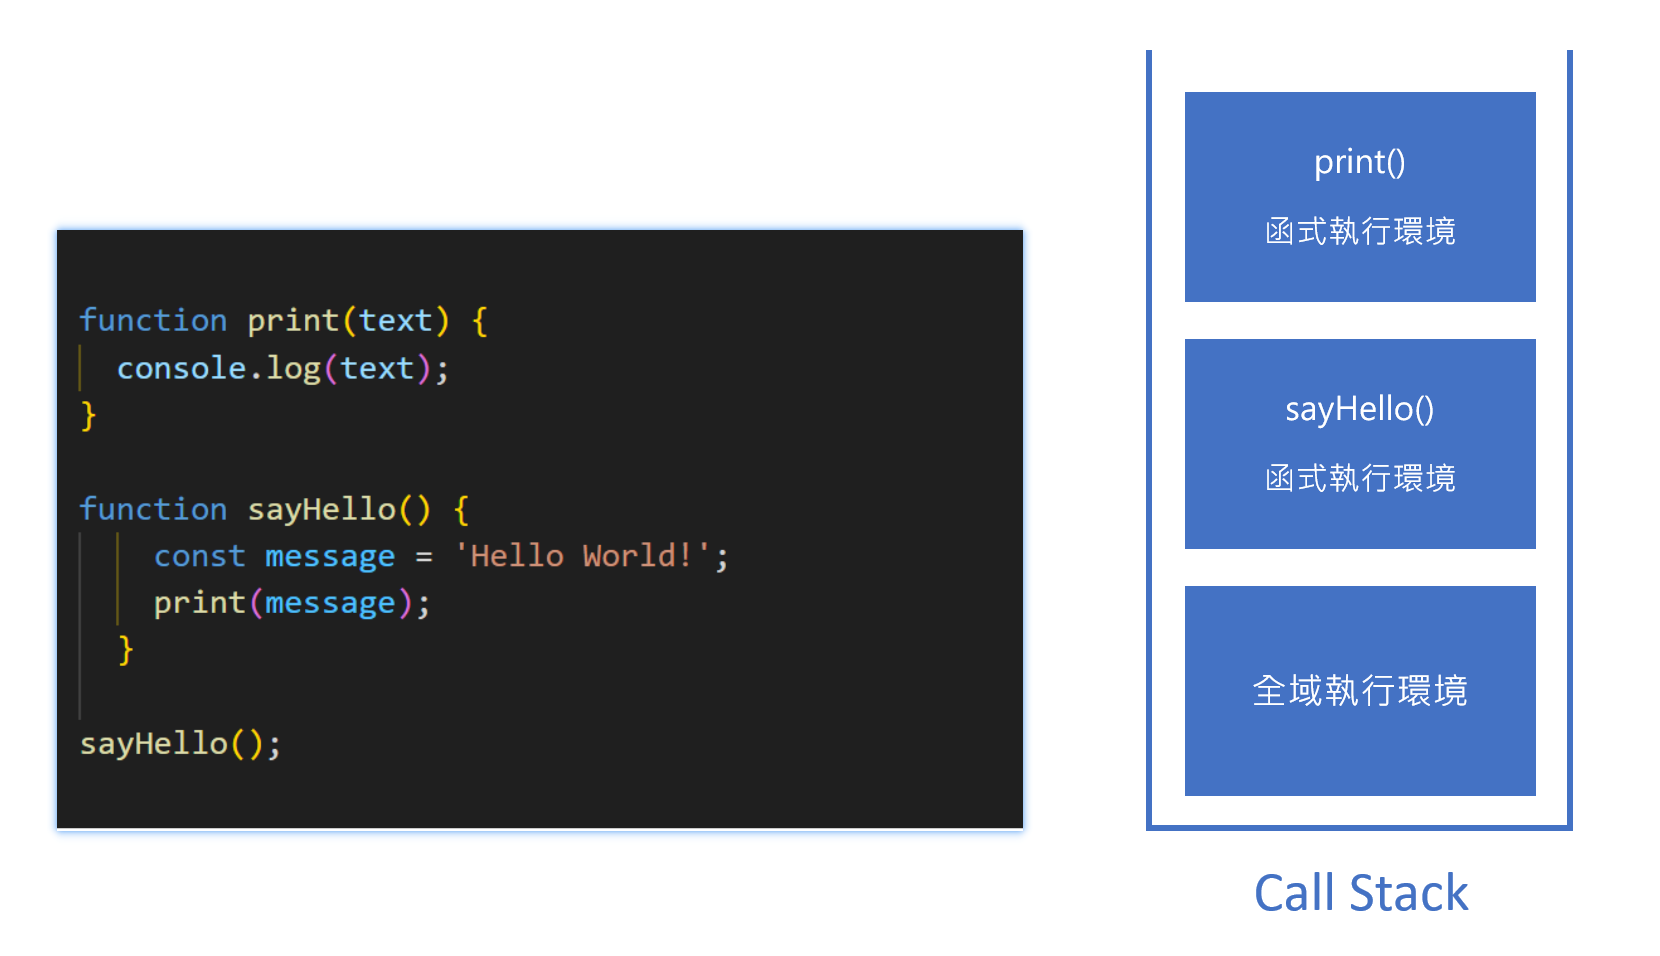 function print(text) {
  console.log(text);
}
function sayHello() {
    const message = 'Hello World!';
    print(message);
  }
sayHello();
print()
函式執行環境
sayHello()
函式執行環境
全域執行環境
Call Stack